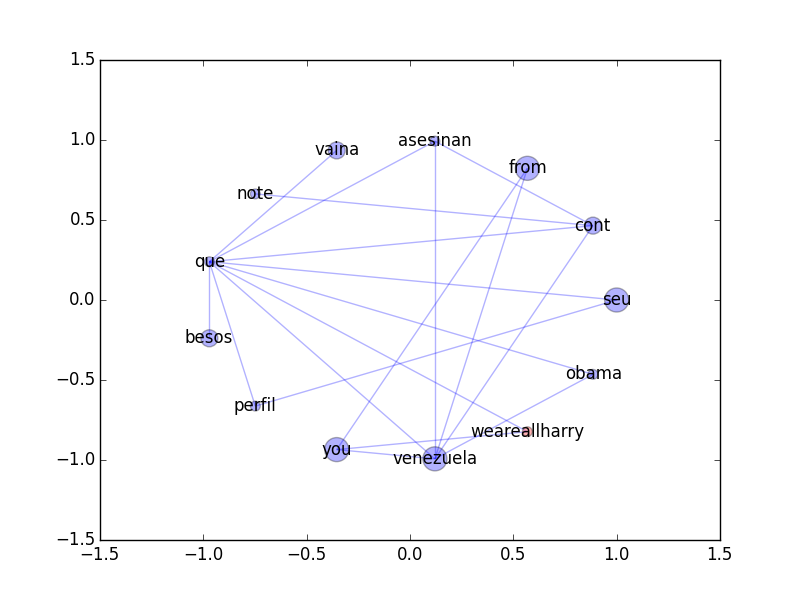 1.5
1.0
0.5
0.0
−0.5
−1.0
−1.5
asesinan
vaina
from
note
cont
que
seu
besos
obama
perfil
weareallharry
you
venezuela
−1.5
−1.0
−0.5
0.0
0.5
1.0
1.5